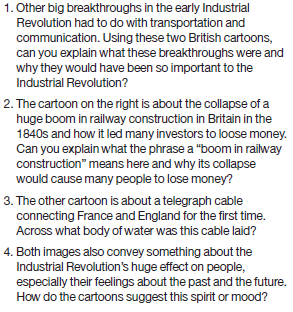 1. Other big breakthroughs in the early Industrial
Revolution had to do with transportation and
communication. Using these two British cartoons,
can you explain what these breakthroughs were and
why they would have been so important to the
Industrial Revolution?
2. The cartoon on the right is about the collapse of a
huge boom in railway construction in Britain in the
1840s and how it led many investors to loose money.
Can you explain what the phrase a “boom in railway
construction” means here and why its collapse
would cause many people to lose money?
3. The other cartoon is about a telegraph cable
connecting France and England for the first time.
Across what body of water was this cable laid?
4. Both images also convey something about the
Industrial Revolution’s huge effect on people,
especially their feelings about the past and the future.
How do the cartoons suggest this spirit or mood?